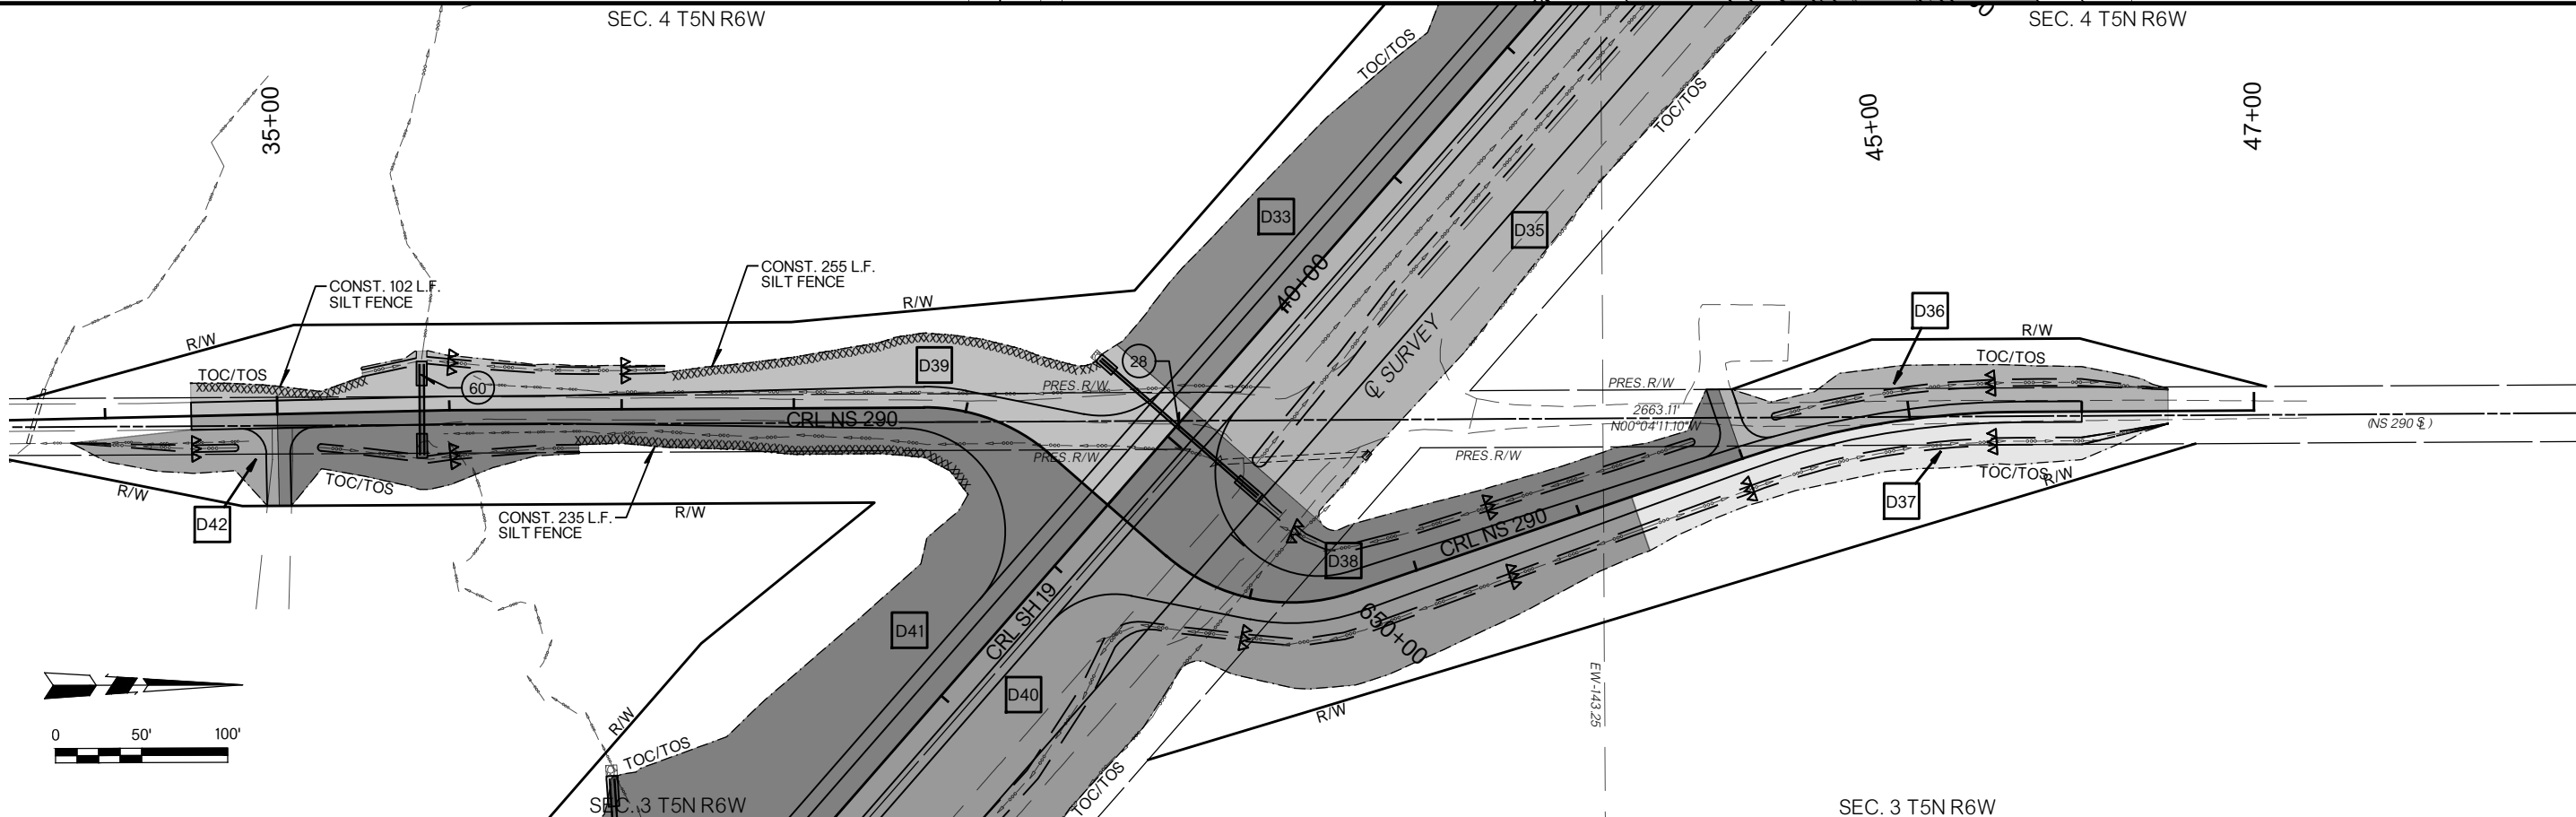 SEC. 4 T5N R6W
SEC. 4 T5N R6W
35+00
45+00
47+00
TOC/TOS
TOC/TOS
D33
D35
40+00
℄ SURVEY
CONST. 102 L.F.
SILT FENCE
CONST. 255 L.F.
SILT FENCE
R/W
R/W
TOC/TOS
D39
28
60
PRES. R/W
PRES. R/W
D36
R/W
TOC/TOS
CRL NS 290
2663.11'
N00°04'11.10"W
(NS 290 ℄)
PRES. R/W
PRES. R/W
R/W
TOC/TOS
D42
CONST. 235 L.F.
SILT FENCE
R/W
TOC/TOS
R/W
D37
CRL NS 290
D38
D41
CRL SH 19
650+00
D40
EW-143.25
R/W
R/W
0 50' 100'
TOC/TOS
TOC/TOS
SEC. 3 T5N R6W
SEC. 3 T5N R6W